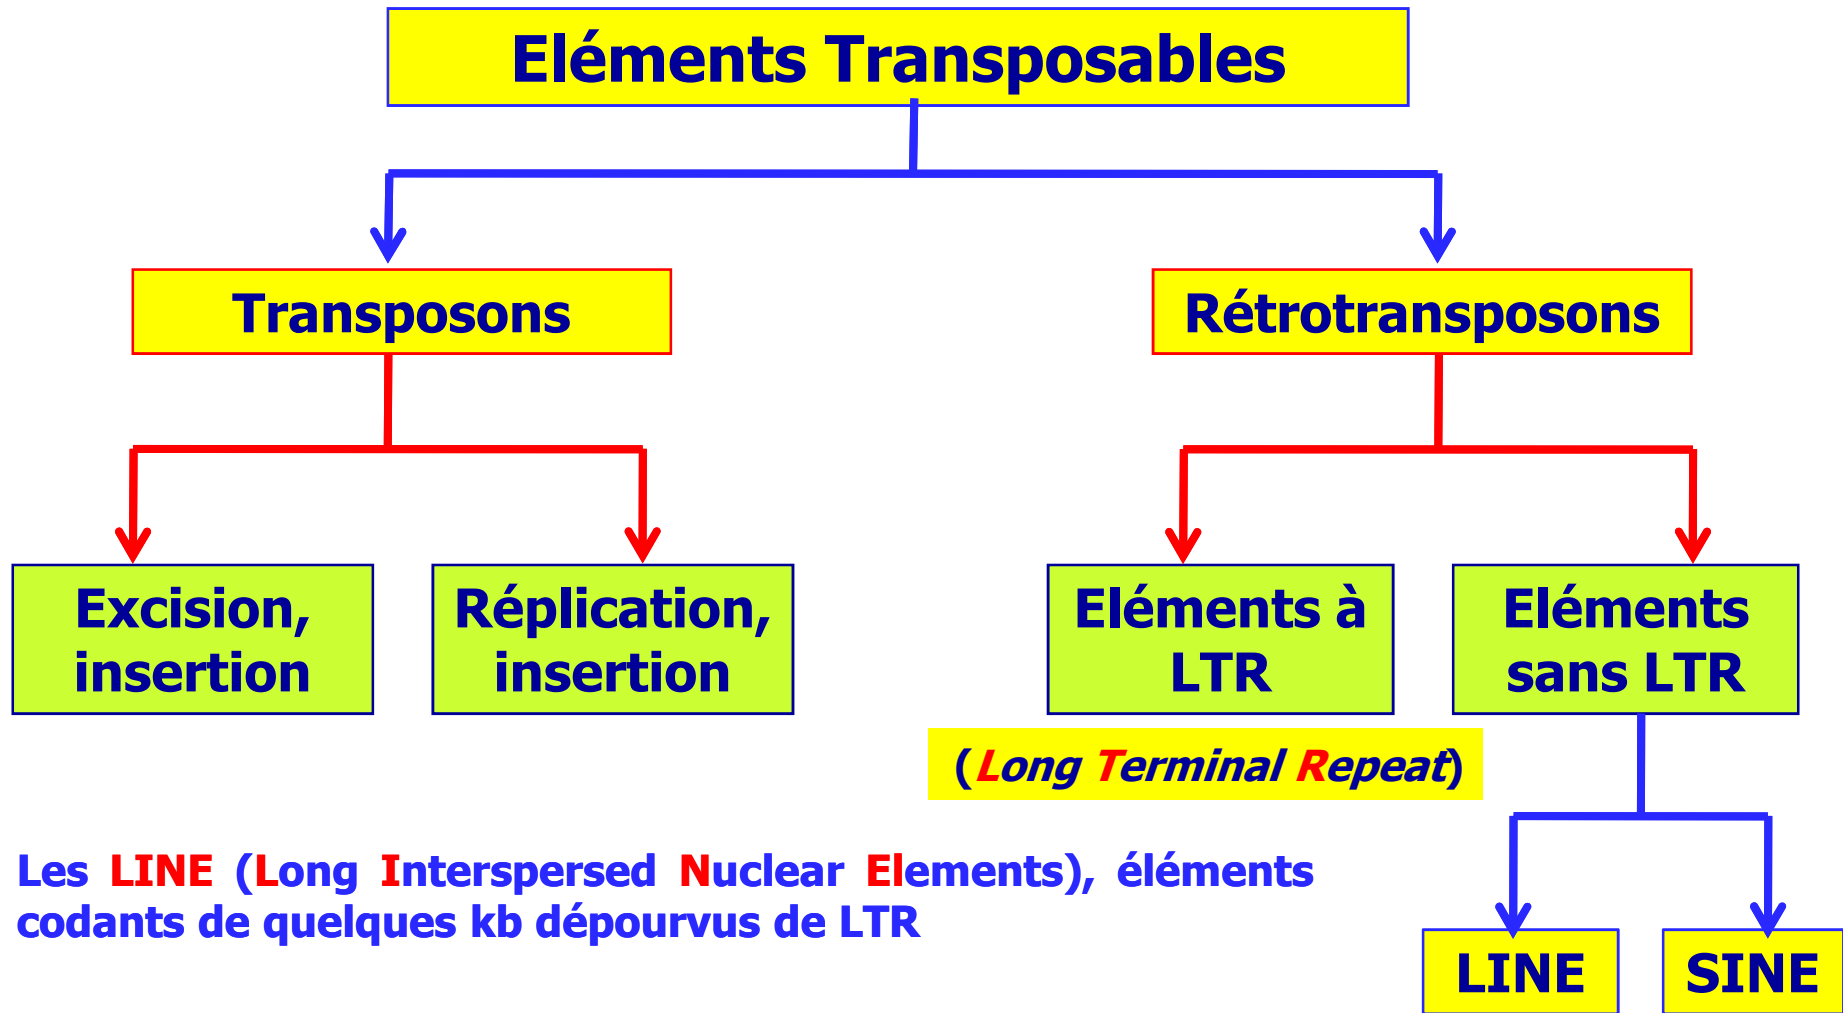 Eléments Transposables
Transposons
Rétrotransposons
Excision,
insertion
Réplication,
insertion
Eléments à
LTR
Eléments
sans LTR
(Long Terminal Repeat)
Les LINE (Long Interspersed Nuclear Elements), éléments
codants de quelques kb dépourvus de LTR
LINE
SINE